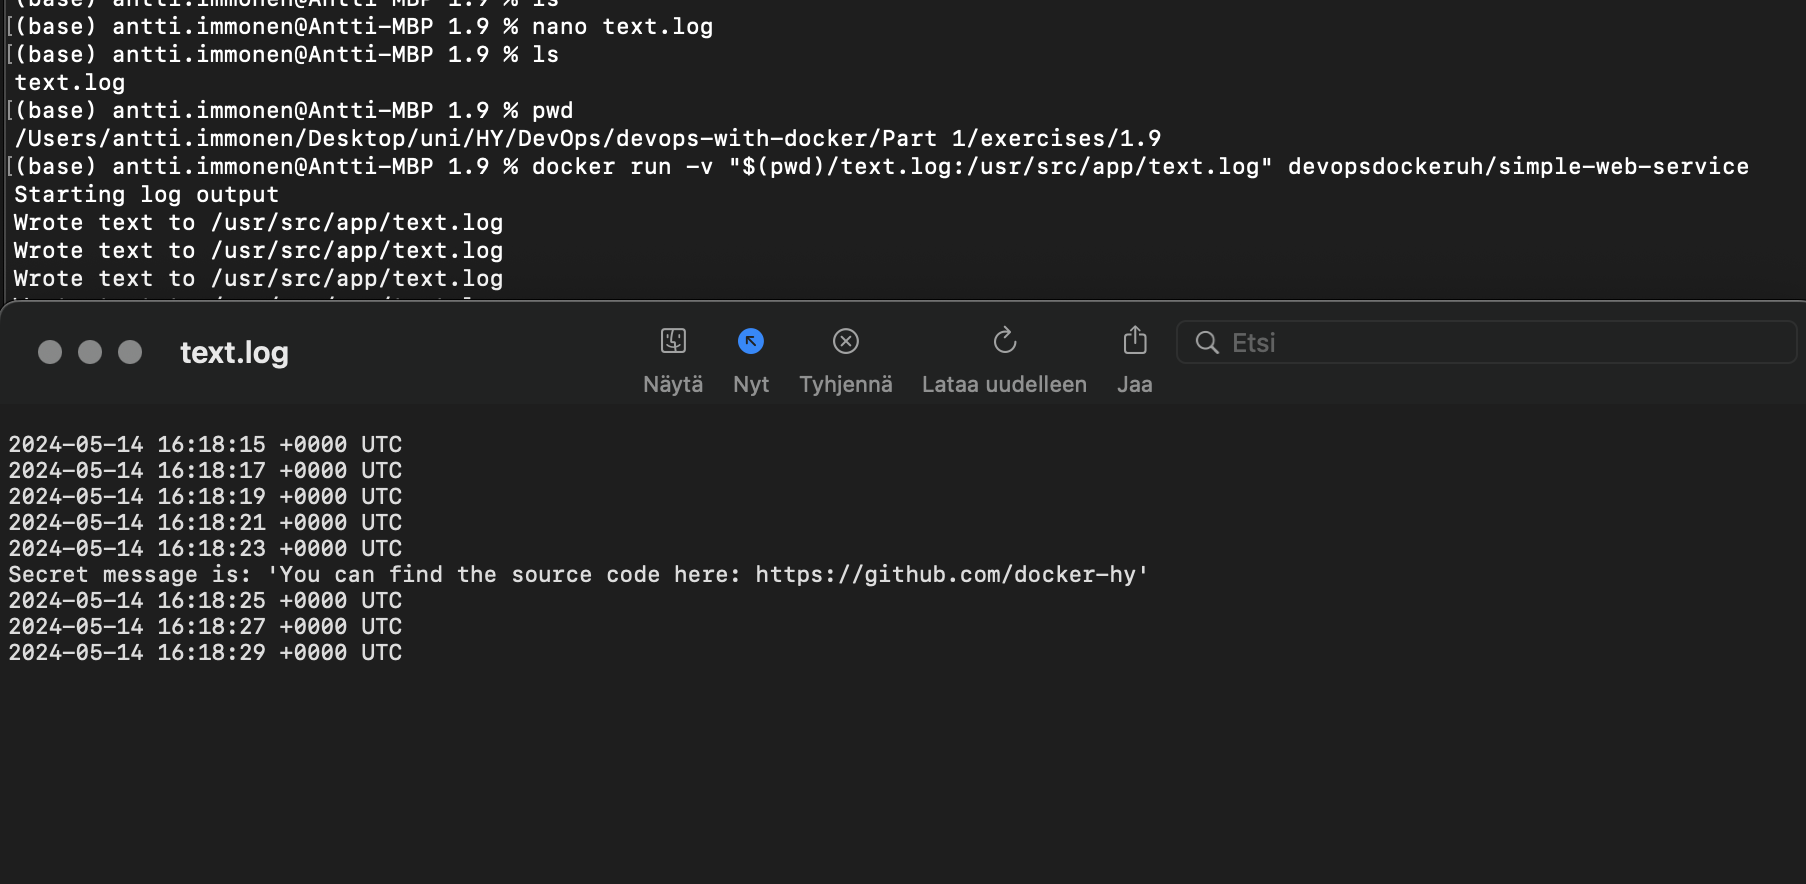 (base) antti.immonen@Antti-MBP 1.9 % ls
[(base) antti.immonen@Antti-MBP 1.9 % nano text.log
[(base) antti.immonen@Antti-MBP 1.9 % ls
text.log
[(base) antti.immonen@Antti-MBP 1.9 % pwd
/Users/antti.immonen/Desktop/uni/HY/DevOps/devops-with-docker/Part 1/exercises/1.9
[(base) antti.immonen@Antti-MBP 1.9 % docker run -v "$(pwd)/text.log:/usr/src/app/text.log" devopsdockeruh/simple-web-service
Starting log output
Wrote text to /usr/src/app/text.log
Wrote text to /usr/src/app/text.log
Wrote text to /usr/src/app/text.log
text.log
Näytä Nyt Tyhjennä Lataa uudelleen Jaa
Etsi
2024-05-14 16:18:15 +0000 UTC
2024-05-14 16:18:17 +0000 UTC
2024-05-14 16:18:19 +0000 UTC
2024-05-14 16:18:21 +0000 UTC
2024-05-14 16:18:23 +0000 UTC
Secret message is: 'You can find the source code here: https://github.com/docker-hy'
2024-05-14 16:18:25 +0000 UTC
2024-05-14 16:18:27 +0000 UTC
2024-05-14 16:18:29 +0000 UTC